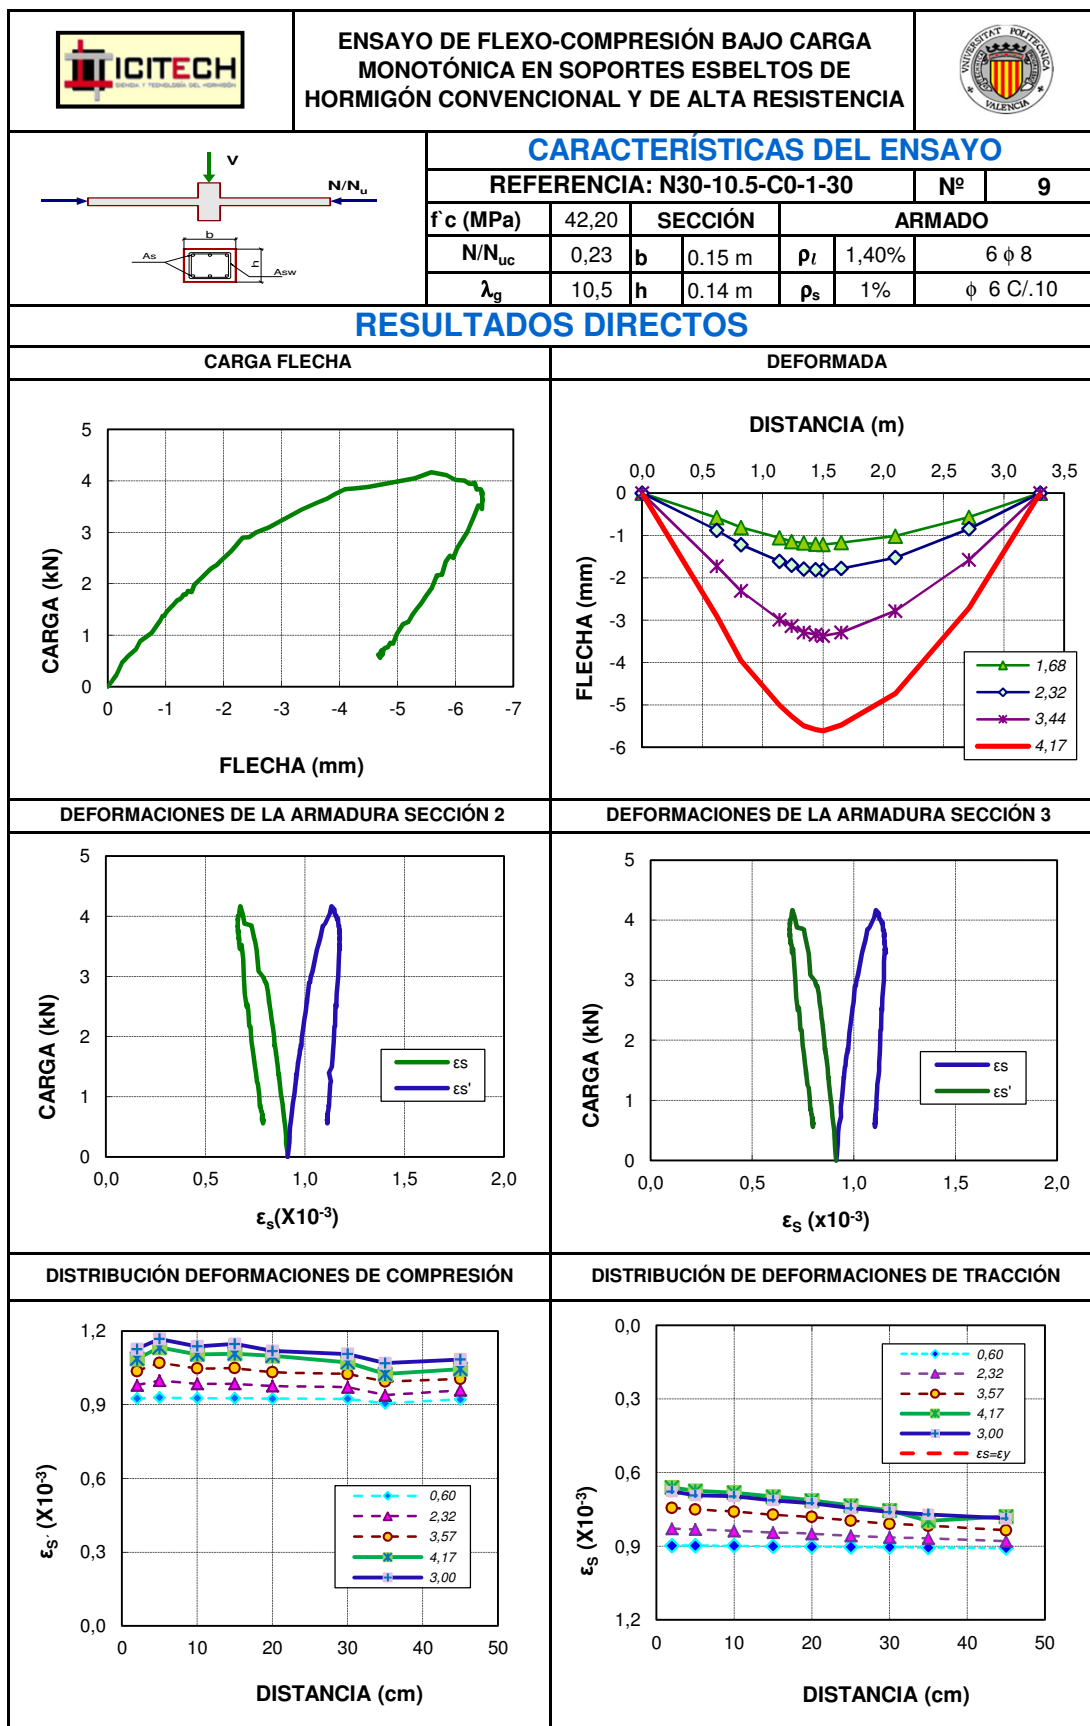 ICITECH
CIENCIA Y TECNOLOGÍA DEL HORMIGÓN
ENSAYO DE FLEXO-COMPRESIÓN BAJO CARGA
MONOTÓNICA EN SOPORTES ESBELTOS DE
HORMIGÓN CONVENCIONAL Y DE ALTA RESISTENCIA
VNIVERSITAT POLITECNICA
VALENCIA
V
N/Nu
b
As
h
Asw
CARACTERÍSTICAS DEL ENSAYO
REFERENCIA: N30-10.5-C0-1-30 Nº 9
f`c (MPa) 42,20 SECCIÓN ARMADO
N/Nuc 0,23 b 0.15 m ρl 1,40% 6 ϕ 8
λg 10,5 h 0.14 m ρs 1% ϕ 6 C/.10
RESULTADOS DIRECTOS
CARGA FLECHA
5
4
3
2
1
0
0 -1 -2 -3 -4 -5 -6 -7
CARGA (kN)
FLECHA (mm)
DEFORMADA
DISTANCIA (m)
0,0 0,5 1,0 1,5 2,0 2,5 3,0 3,5
0
-1
-2
-3
-4
-5
-6
FLECHA (mm)
1,68
2,32
3,44
4,17
DEFORMACIONES DE LA ARMADURA SECCIÓN 2
5
4
3
2
1
0
0,0 0,5 1,0 1,5 2,0
CARGA (kN)
εs
εs'
εs(X10-3)
DEFORMACIONES DE LA ARMADURA SECCIÓN 3
5
4
3
2
1
0
0,0 0,5 1,0 1,5 2,0
CARGA (kN)
εs
εs'
εS (x10-3)
DISTRIBUCIÓN DEFORMACIONES DE COMPRESIÓN
1,2
0,9
0,6
0,3
0,0
0 10 20 30 40 50
εS' (X10-3)
0,60
2,32
3,57
4,17
3,00
DISTANCIA (cm)
DISTRIBUCIÓN DE DEFORMACIONES DE TRACCIÓN
0,0
0,3
0,6
0,9
1,2
0 10 20 30 40 50
εS (X10-3)
0,60
2,32
3,57
4,17
3,00
εs=εy
DISTANCIA (cm)